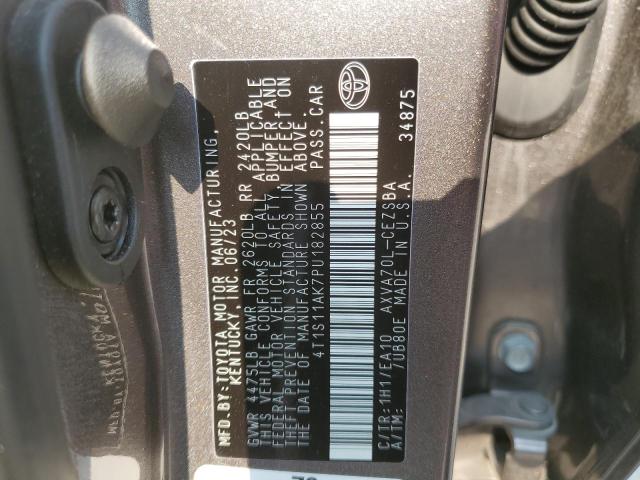 MFD.BY:TOYOTA MOTOR MANUFACTURING,
KENTUCKY, INC. 06/23
GVWR 4475LB GAWR FR 2620LB RR 2420LB
THIS VEHICLE CONFORMS TO ALL APPLICABLE
FEDERAL MOTOR VEHICLE SAFETY, BUMPER, AND
THEFT PREVENTION STANDARDS IN EFFECT ON
THE DATE OF MANUFACTURE SHOWN ABOVE.
4T1S11AK7PU182855 PASS. CAR
C/TR: 1H17EA10 AXVA70L-CEZSBA
A/TM: 7UB80E MADE IN U.S.A. 34875